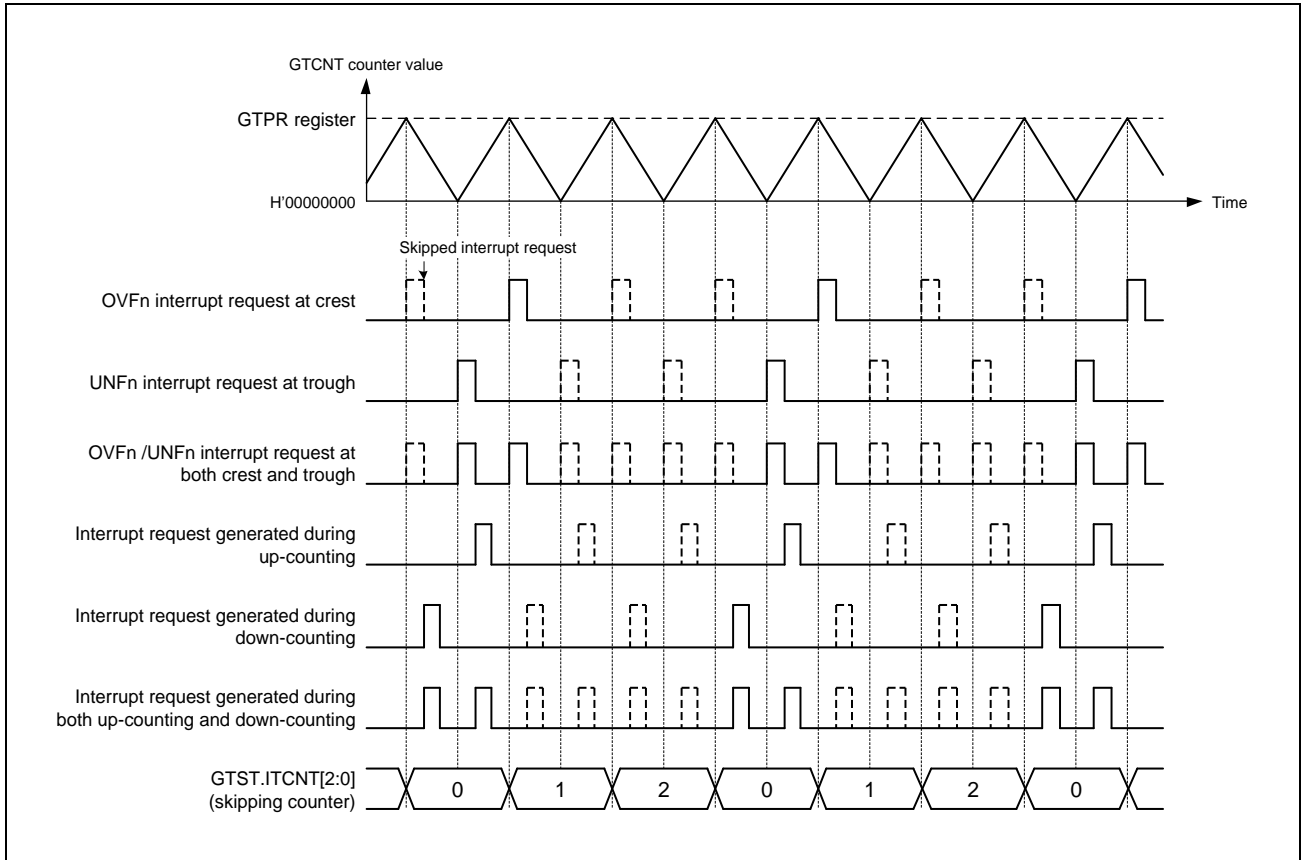 GTCNT counter value
GTPR register
H'00000000
Time
Skipped interrupt request
OVFn interrupt request at crest
UNFn interrupt request at trough
OVFn /UNFn interrupt request at
both crest and trough
Interrupt request generated during
up-counting
Interrupt request generated during
down-counting
Interrupt request generated during
both up-counting and down-counting
GTST.ITCNT[2:0]
(skipping counter)
0 1 2 0 1 2 0